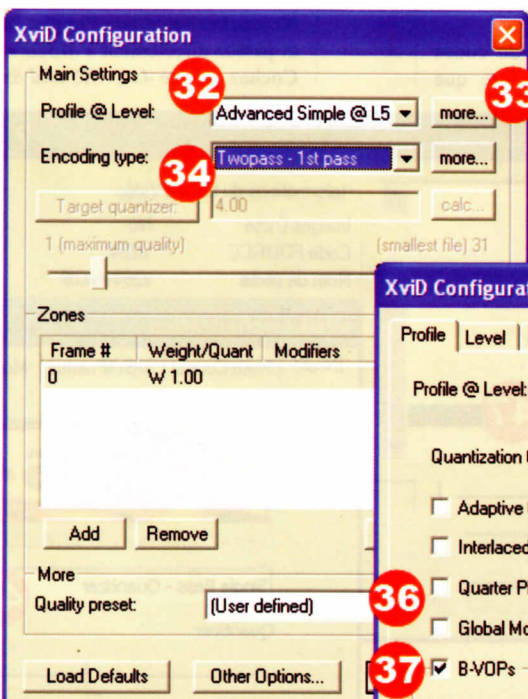 XviD Configuration
Main Settings
32
33
Profile @ Level:
Advanced Simple @ L5
more...
34
Encoding type:
Twopass - 1st pass
more...
Target quantizer:
4.00
calc...
1 (maximum quality)
(smallest file) 31
Zones
Frame #
Weight/Quant
Modifiers
0
W 1.00
Add
Remove
More
Quality preset:
(User defined)
Load Defaults
Other Options...
XviD Configurat
Profile
Level
Profile @ Level:
Quantization
Adaptive
Interlaced
36
Quarter P
Global Mo
37
B-VOPs